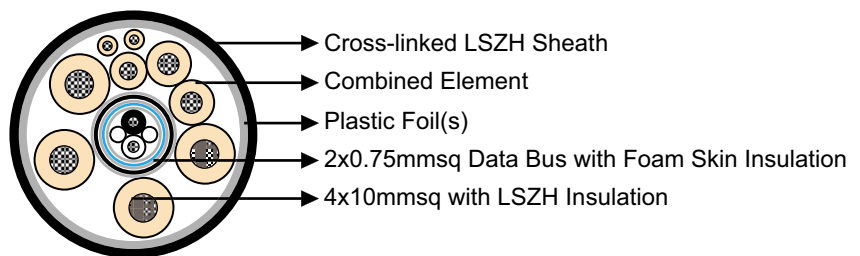 Cross-linked LSZH Sheath
Combined Element
Plastic Foil(s)
2x0.75mmsq Data Bus with Foam Skin Insulation
4x10mmsq with LSZH Insulation